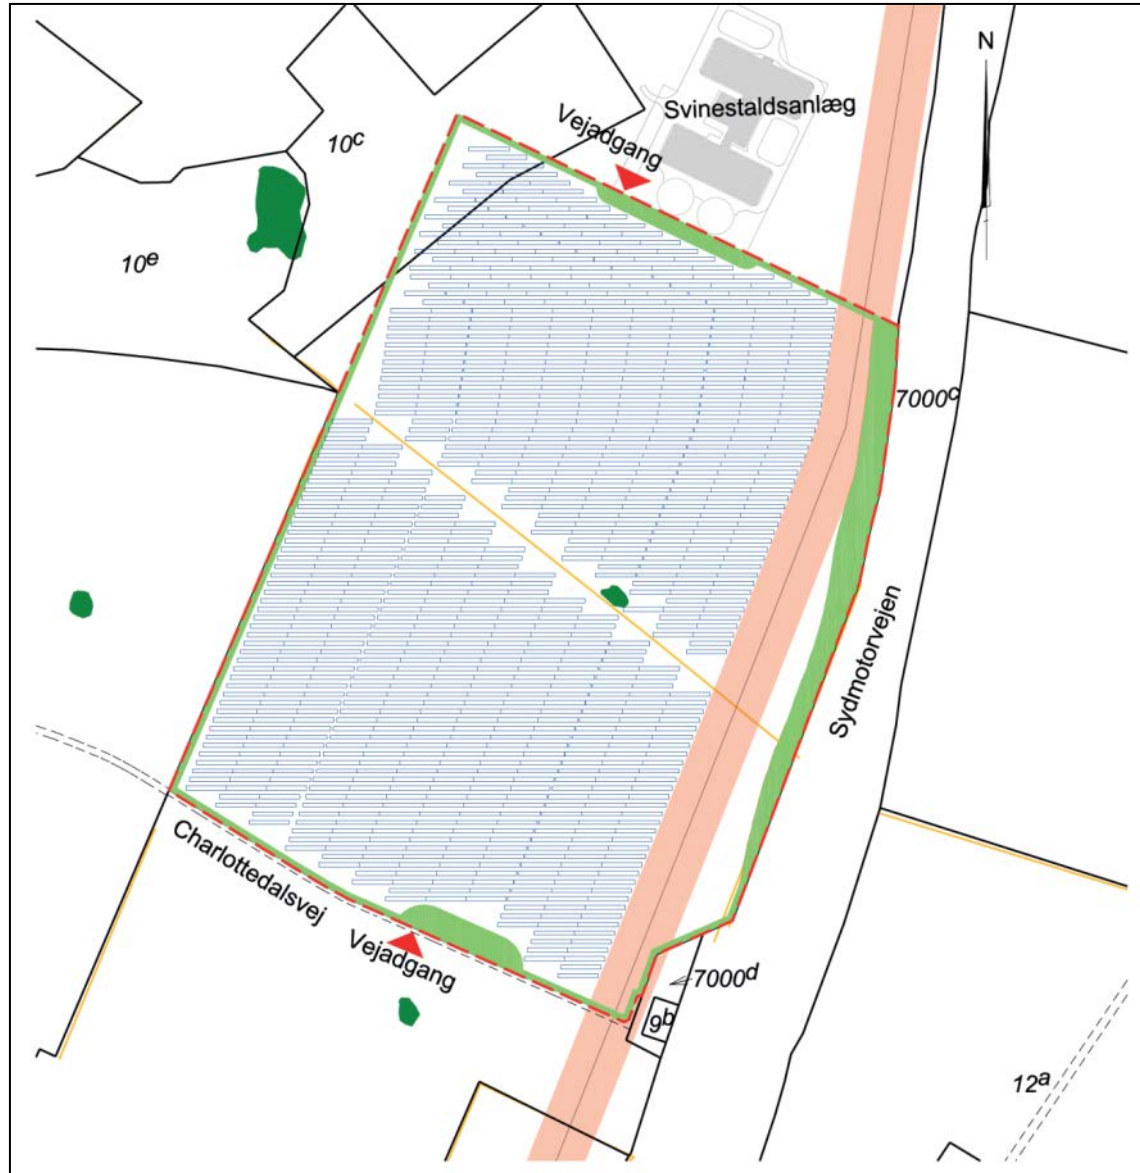 N
Svinestaldsanlæg
Vejadgang
10c
10e
7000c
Sydmotorvejen
Charlottedalsvej
Vejadgang
7000d
9b
12a